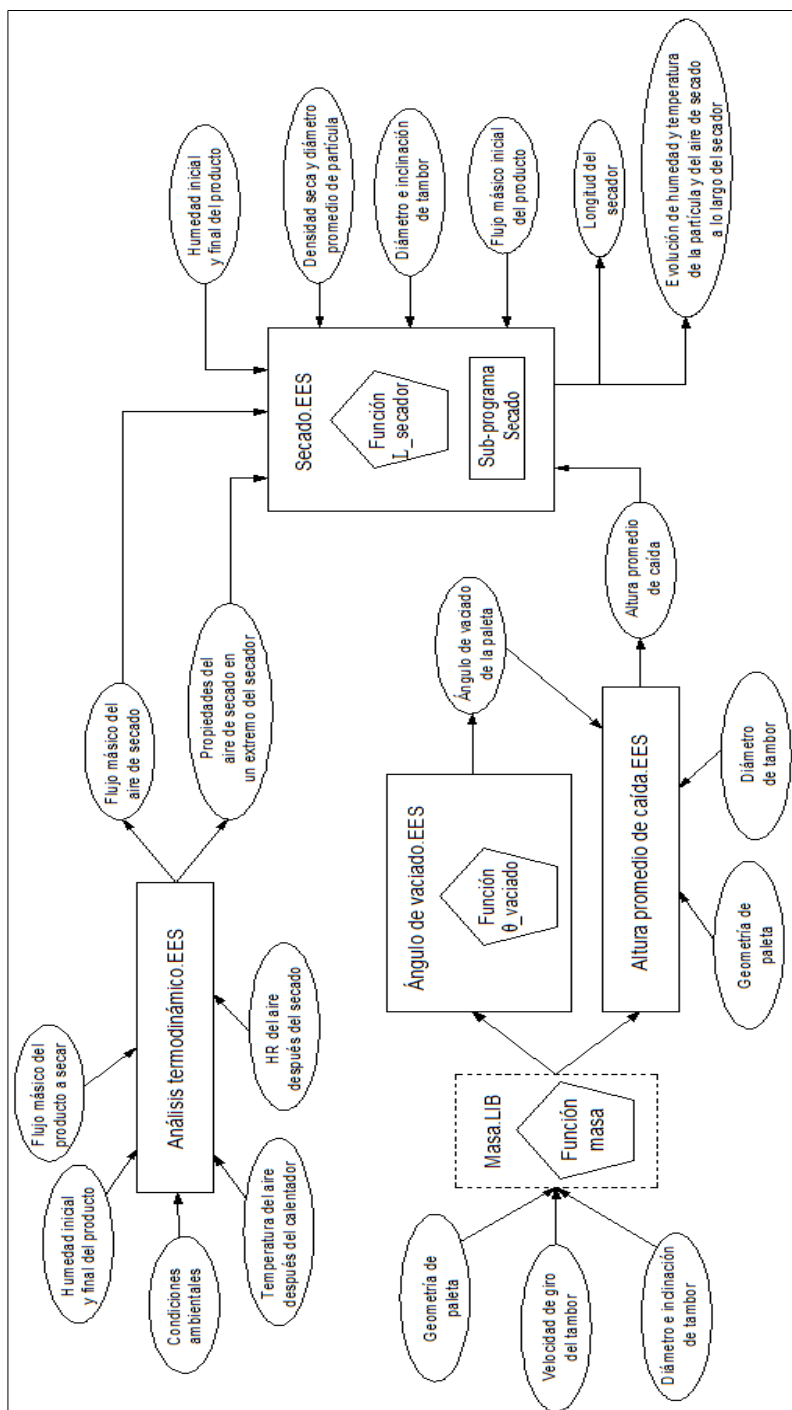 Humedad inicial
y final del producto
Flujo másico del
producto a secar
Condiciones
ambientales
Temperatura del aire
después del calentador
HR del aire
después del secado
Análisis termodinámico.EES
Flujo másico del
aire de secado
Propiedades del
aire de secado en
un extremo del secador
Geometría de
paleta
Velocidad de giro
del tambor
Diámetro e inclinación
de tambor
Masa.LIB
Función
masa
Ángulo de vaciado.EES
Función
θ_vaciado
Ángulo de vaciado
de la paleta
Altura promedio de caída.EES
Geometría de
paleta
Diámetro
de tambor
Altura promedio
de caída
Secado.EES
Función
L_secador
Sub-programa
Secado
Humedad inicial
y final del producto
Densidad seca y diámetro
promedio de partícula
Diámetro e inclinación
de tambor
Flujo másico inicial
del producto
Longitud del
secador
Evolución de humedad y temperatura
de la partícula y del aire de secado
a lo largo del secador